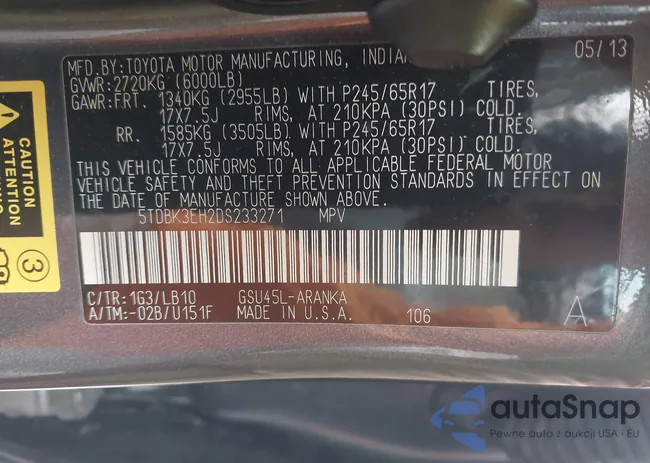 MFD.BY:TOYOTA MOTOR MANUFACTURING, INDIAN 05/13
GVWR: 2720KG (6000LB)
GAWR: FRT. 1340KG (2955LB) WITH P245/65R17 TIRES,
17X7.5J RIMS, AT 210KPA (30PSI) COLD.
RR. 1585KG (3505LB) WITH P245/65R17 TIRES,
17X7.5J RIMS, AT 210KPA (30PSI) COLD.
THIS VEHICLE CONFORMS TO ALL APPLICABLE FEDERAL MOTOR
VEHICLE SAFETY AND THEFT PREVENTION STANDARDS IN EFFECT ON
THE DATE OF MANUFACTURE SHOWN ABOVE.
5TDBK3EH2DS233271 MPV
C/TR: 1G3/LB10 GSU45L-ARANKA
A/TM:-02B/U151F MADE IN U.S.A. 106 A
CAUTION
ATTENTION
3
autaSnap
Pewne auta z aukcji USA i EU